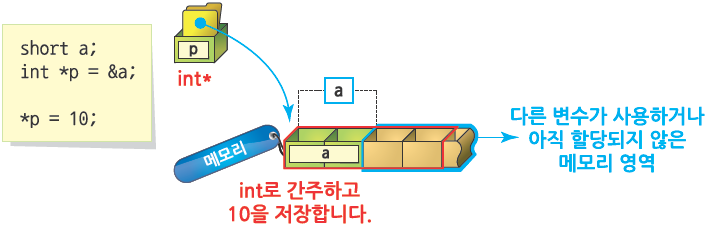 short a;
int *p = &a;
*p = 10;
p
int*
a
메모리
a
int로 간주하고
10을 저장합니다.
다른 변수가 사용하거나
아직 할당되지 않은
메모리 영역